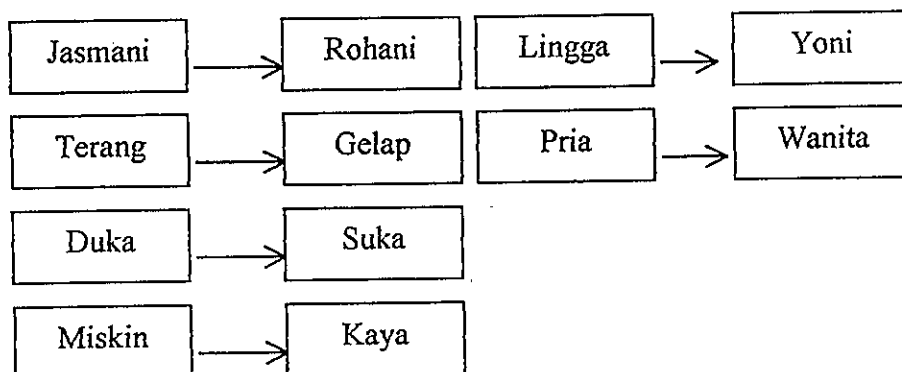 Jasmani Rohani Lingga Yoni
Terang Gelap Pria Wanita
Duka Suka
Miskin Kaya